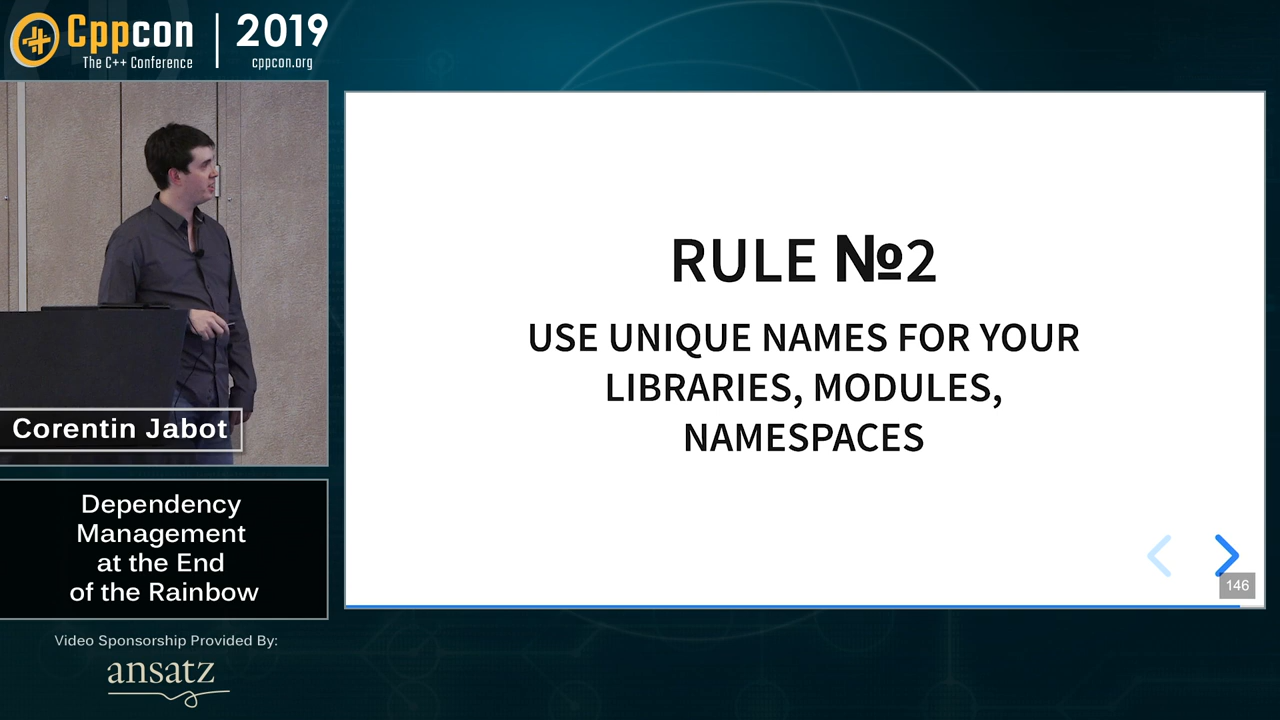 Cppcon
The C++ Conference
2019
cppcon.org
RULE №2
USE UNIQUE NAMES FOR YOUR
LIBRARIES, MODULES,
NAMESPACES
146
Corentin Jabot
Dependency
Management
at the End
of the Rainbow
Video Sponsorship Provided By:
ansatz